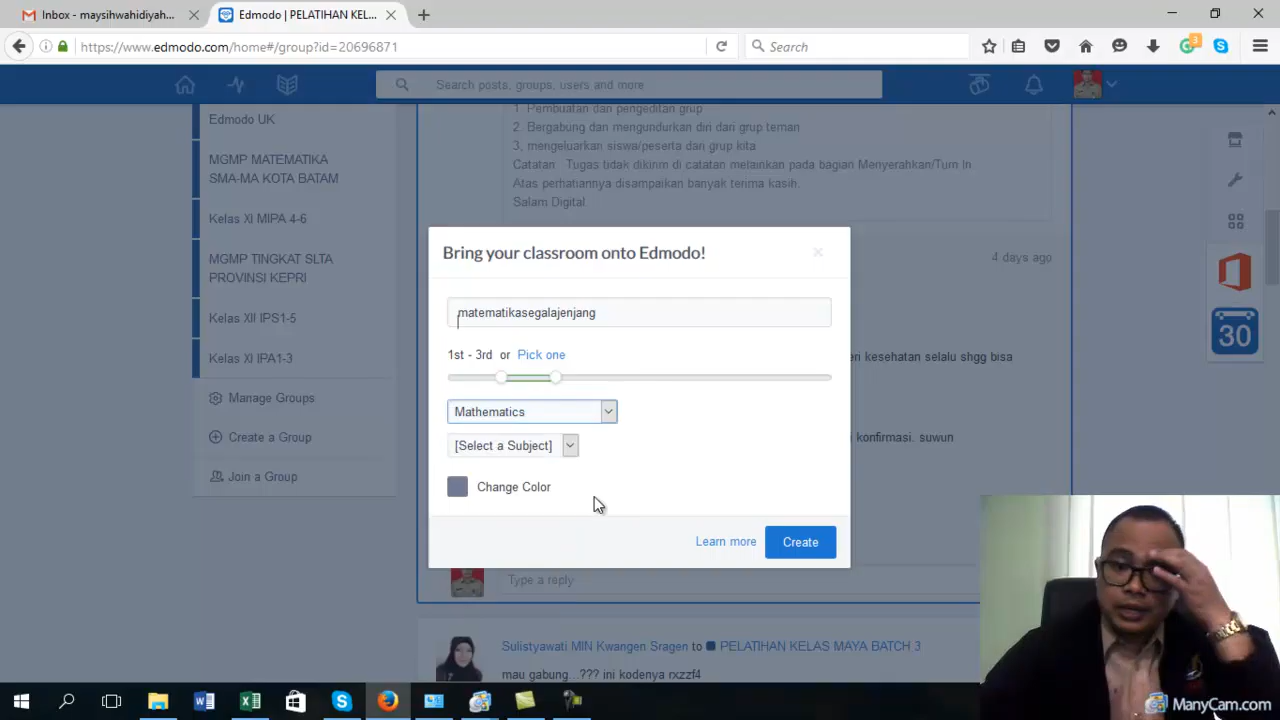 Inbox - maysihwahidiyah...
Edmodo | PELATIHAN KEL...
https://www.edmodo.com/home#/group?id=20696871
Search
3
Search posts, groups, users and more
Edmodo UK
MGMP MATEMATIKA
SMA-MA KOTA BATAM
Kelas XI MIPA 4-6
MGMP TINGKAT SLTA
PROVINSI KEPRI
Kelas XII IPS1-5
Kelas XI IPA1-3
Manage Groups
Create a Group
Join a Group
1. Pembuatan dan pengeditan grup
2. Bergabung dan mengundurkan diri dari grup teman
3, mengeluarkan siswa/peserta dari grup kita
Catatan : Tugas tidak dikirim di catatan melainkan pada bagian Menyerahkan/Turn In.
Atas perhatiannya disampaikan banyak terima kasih.
Salam Digital.
4 days ago
eri kesehatan selalu shgg bisa
i konfirmasi. suwun
Bring your classroom onto Edmodo!
matematikasegalajenjang
1st - 3rd or Pick one
Mathematics
[Select a Subject]
Change Color
Learn more
Create
Type a reply
Sulistyawati MIN Kwangen Sragen to PELATIHAN KELAS MAYA BATCH 3
mau gabung...??? ini kodenya rxzzf4
30
ManyCam.com